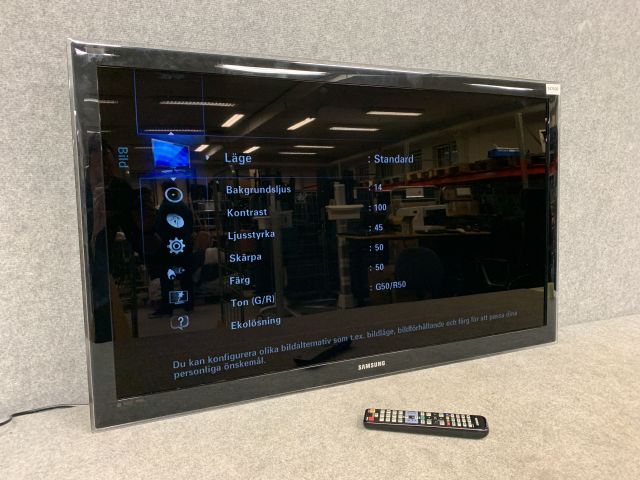 Bild
Läge : Standard
Bakgrundsljus : 14
Kontrast : 100
Ljusstyrka : 45
Skärpa : 50
Färg : 50
Ton (G/R) : G50/R50
Ekolösning
Du kan konfigurera olika bildalternativ som t.ex. bildläge, bildförhållande och färg för att passa dina
personliga önskemål.
SAMSUNG